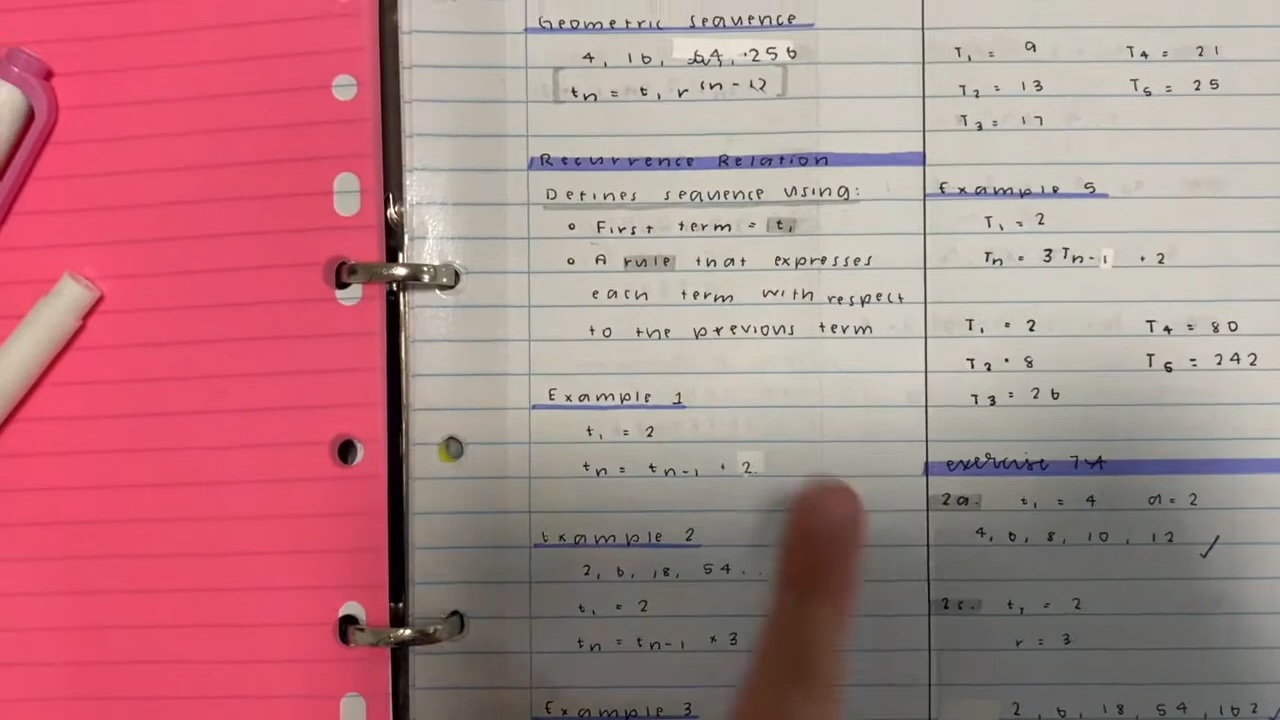 Geometric sequence
4, 16, 64, 256
tn = t1 r(n-1)
Recurrence Relation
Defines sequence using:
First term = t1
A rule that expresses
each term with respect
to the previous term
Example 1
t1 = 2
tn = tn-1 + 2
Example 2
2, 6, 18, 54...
t1 = 2
tn = tn-1 × 3
Example 3
T1 = 9 T4 = 21
T2 = 13 T5 = 25
T3 = 17
Example 5
T1 = 2
Tn = 3Tn-1 + 2
T1 = 2 T4 = 80
T2 = 8 T5 = 242
T3 = 26
exercise 7A
2a. t1 = 4 d = 2
4, 6, 8, 10, 12
2c. t1 = 2
r = 3
2, 6, 18, 54, 162